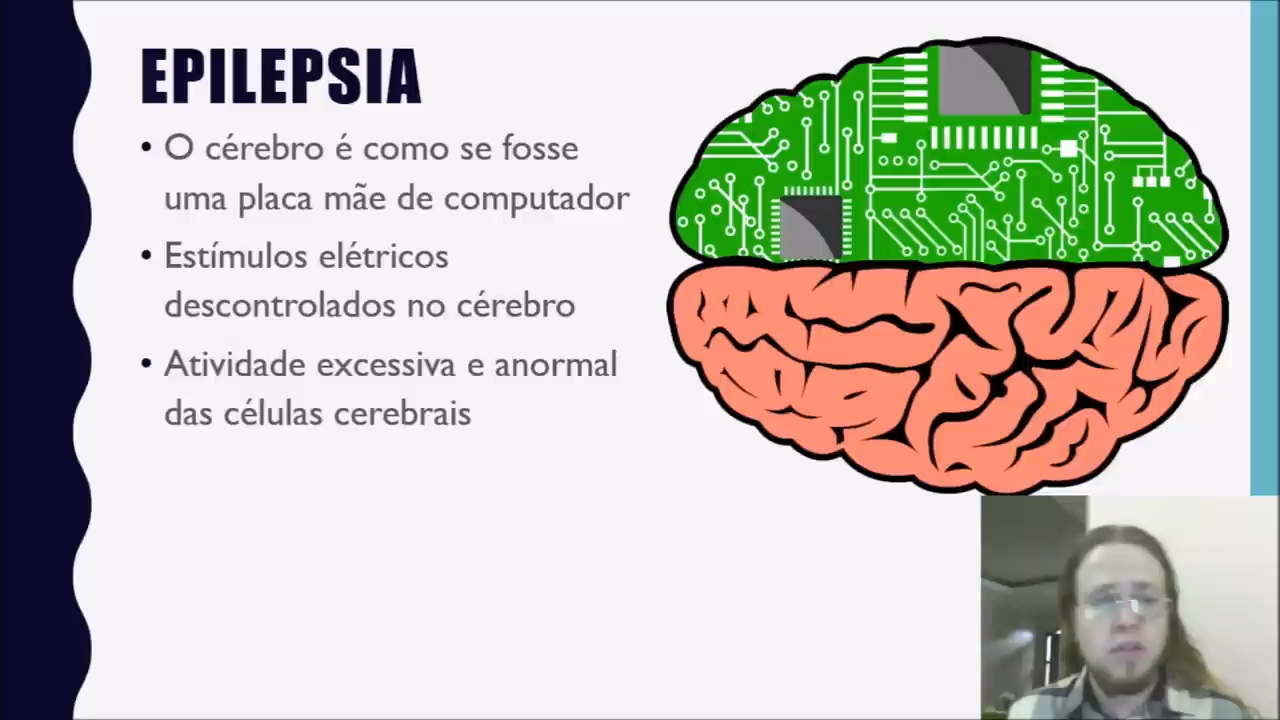 EPILEPSIA
• O cérebro é como se fosse
uma placa mãe de computador
• Estímulos elétricos
descontrolados no cérebro
• Atividade excessiva e anormal
das células cerebrais